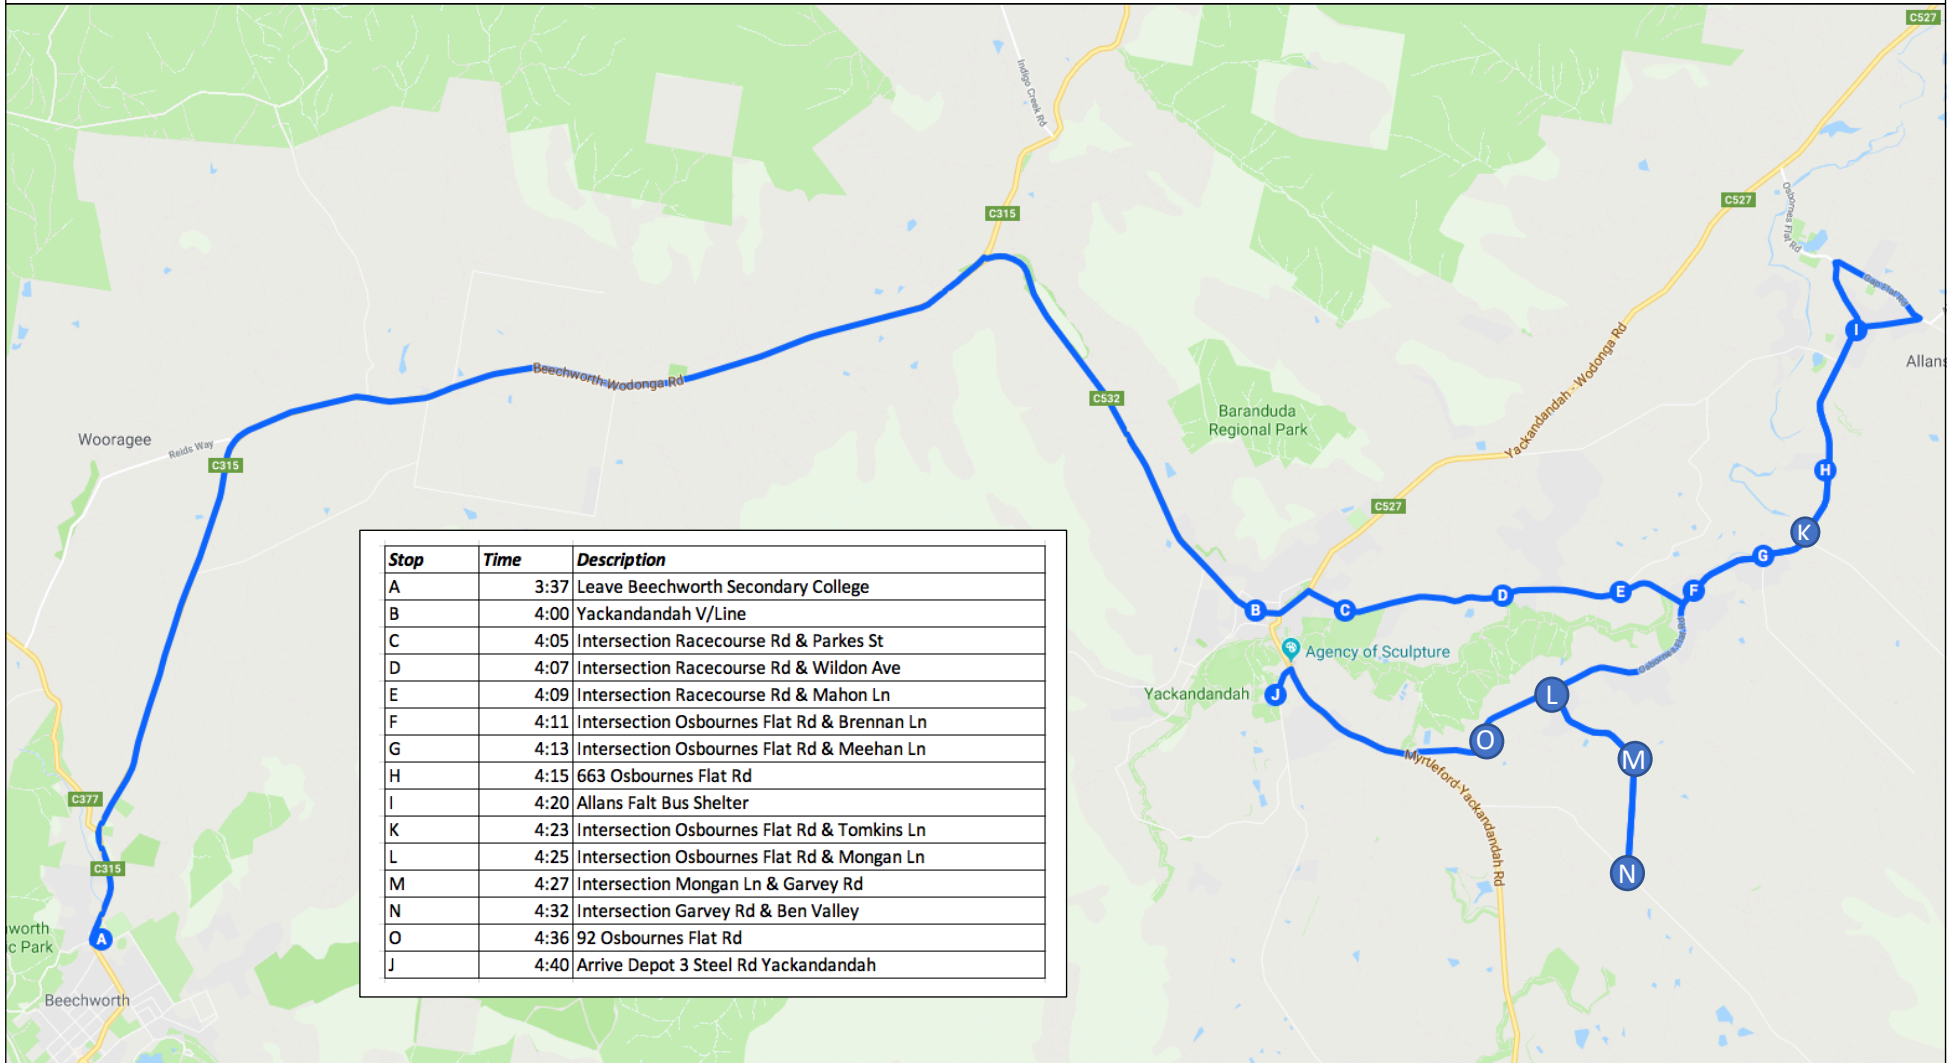 C527
Indigo Creek Rd
C527
Osbornes Flat Rd
C315
Gap Flat Rd
I
Allans
Beechworth-Wodonga Rd
C532
Baranduda
Regional Park
Yackandandah - Wodonga Rd
Wooragee
Reids Way
C315
H
C527
K
G
Stop Time Description
A 3:37 Leave Beechworth Secondary College
B 4:00 Yackandandah V/Line
C 4:05 Intersection Racecourse Rd & Parkes St
D 4:07 Intersection Racecourse Rd & Wildon Ave
E 4:09 Intersection Racecourse Rd & Mahon Ln
F 4:11 Intersection Osbournes Flat Rd & Brennan Ln
G 4:13 Intersection Osbournes Flat Rd & Meehan Ln
H 4:15 663 Osbournes Flat Rd
I 4:20 Allans Falt Bus Shelter
K 4:23 Intersection Osbournes Flat Rd & Tomkins Ln
L 4:25 Intersection Osbournes Flat Rd & Mongan Ln
M 4:27 Intersection Mongan Ln & Garvey Rd
N 4:32 Intersection Garvey Rd & Ben Valley
O 4:36 92 Osbournes Flat Rd
J 4:40 Arrive Depot 3 Steel Rd Yackandandah
B
C
D
E
F
Agency of Sculpture
Yackandandah
J
L
O
M
Myrtleford-Yackandandah Rd
N
C377
C315
A
worth
c Park
Beechworth